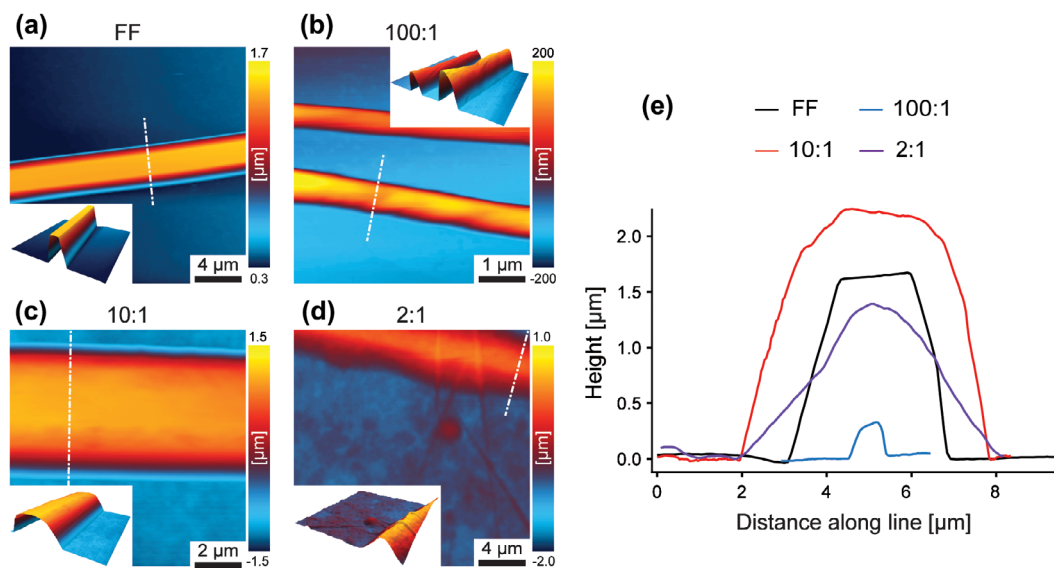 (a) FF
1.7
[µm]
0.3
4 µm
(b) 100:1
200
[nm]
-200
1 µm
(c) 10:1
1.5
[µm]
-1.5
2 µm
(d) 2:1
1.0
[µm]
-2.0
4 µm
(e)
FF 100:1
10:1 2:1
Height [µm]
2.0
1.5
1.0
0.5
0.0
0 2 4 6 8
Distance along line [µm]